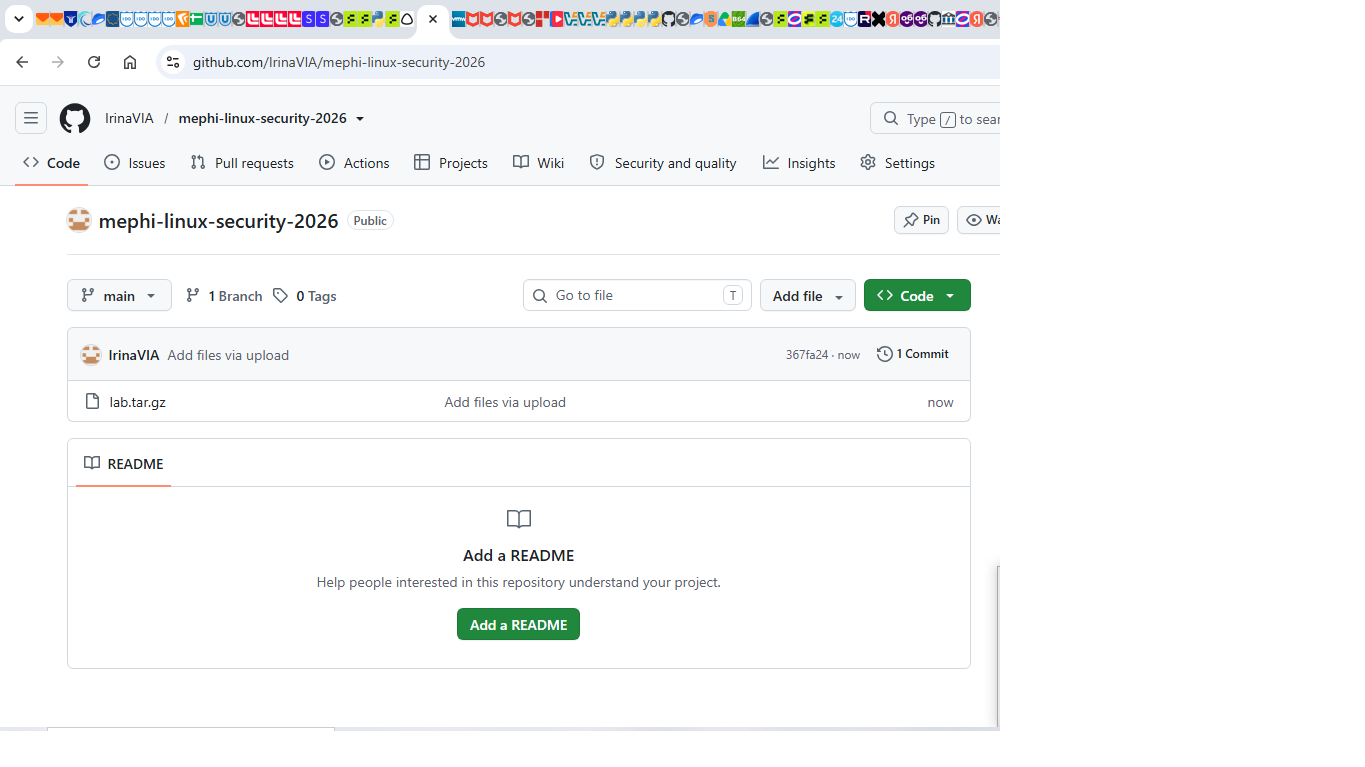 github.com/IrinaVIA/mephi-linux-security-2026
IrinaVIA / mephi-linux-security-2026
Type / to sear
Code Issues Pull requests Actions Projects Wiki Security and quality Insights Settings
mephi-linux-security-2026 Public
Pin Wa
main 1 Branch 0 Tags
Go to file T Add file Code
IrinaVIA Add files via upload 367fa24 · now 1 Commit
lab.tar.gz Add files via upload now
README
Add a README
Help people interested in this repository understand your project.
Add a README